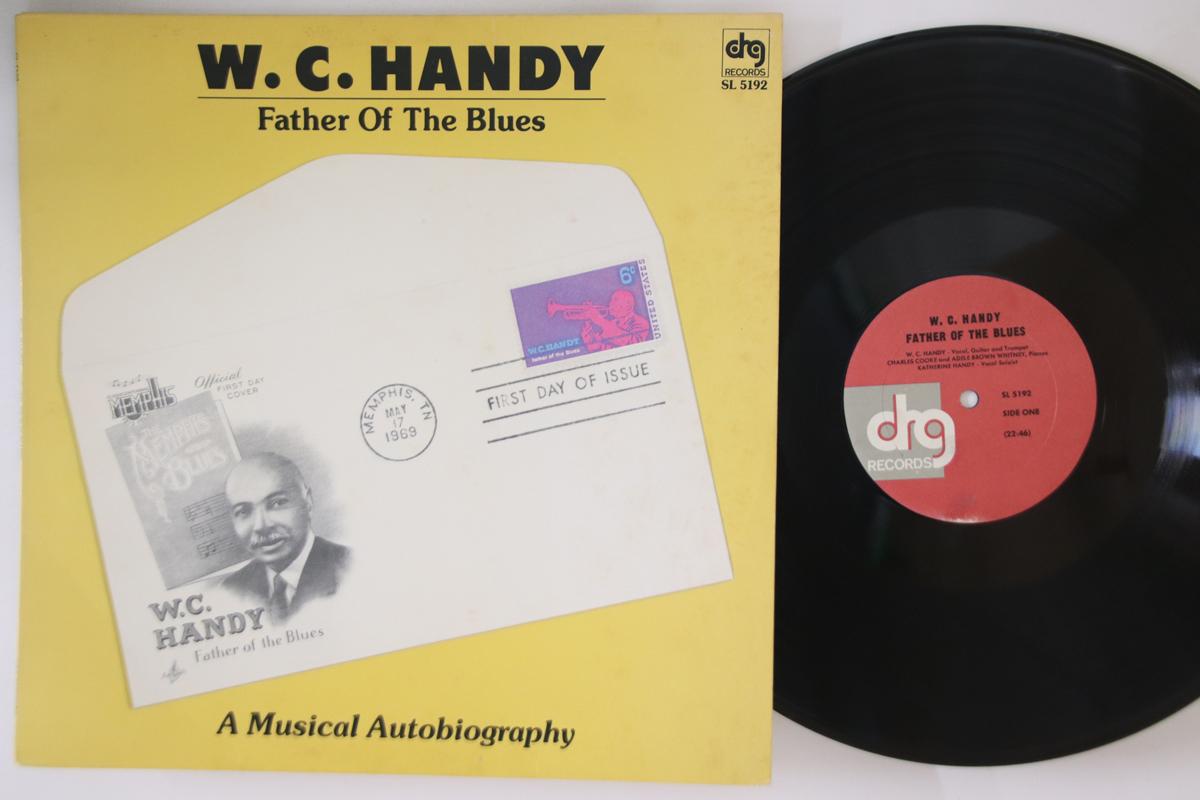 W. C. HANDY
Father Of The Blues
drg
RECORDS
SL 5192
6c
UNITED STATES
W.C.HANDY
Father of the Blues
FIRST DAY OF ISSUE
MEMPHIS, TN
MAY
17
1969
MEMPHIS
Official
FIRST DAY
COVER
THE
MEMPHIS
BLUES
W.C.
HANDY
Father of the Blues
A Musical Autobiography
W. C. HANDY
FATHER OF THE BLUES
W. C. HANDY - Vocal, Guitar and Trumpet
CHARLES COOKE and ADELE BROWN WHITNEY, Pianos
KATHERINE HANDY - Vocal Soloist
drg
RECORDS
SL 5192
SIDE ONE
(22:46)